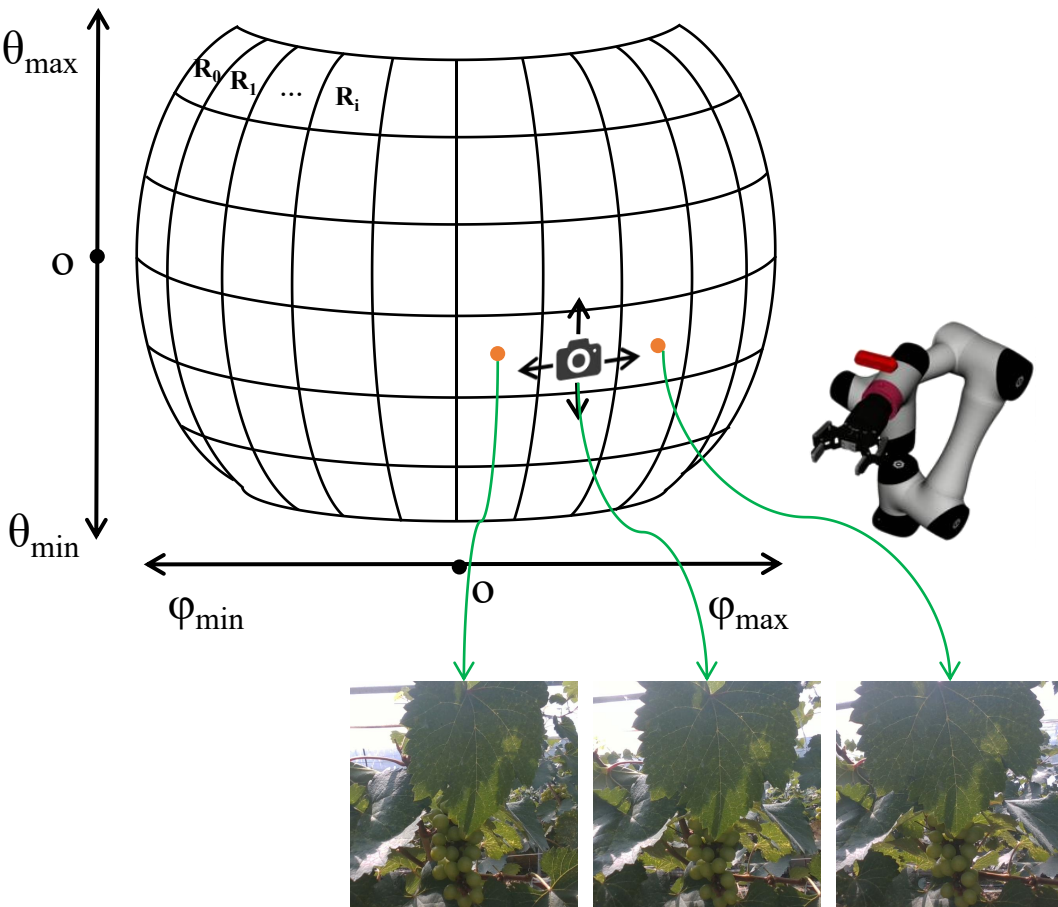 θmax
R0 R1 ... Ri
O
θmin
O
φmin
φmax